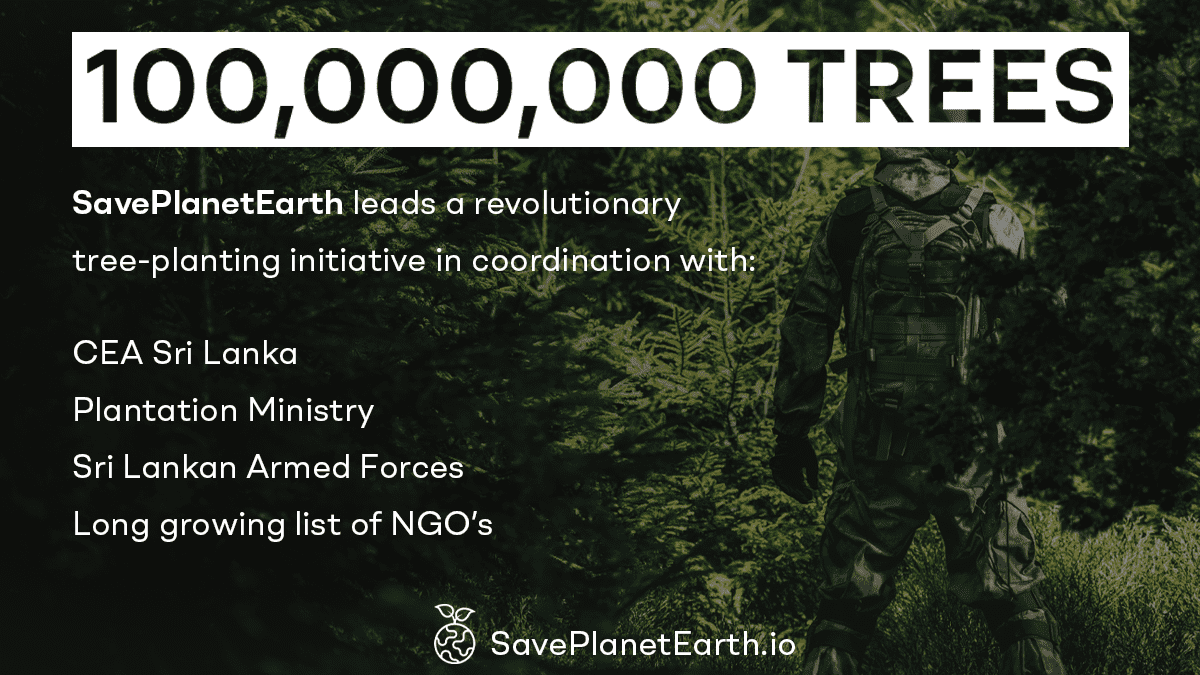 100,000,000 TREES
SavePlanetEarth leads a revolutionary
tree-planting initiative in coordination with:
CEA Sri Lanka
Plantation Ministry
Sri Lankan Armed Forces
Long growing list of NGO’s
SavePlanetEarth.io